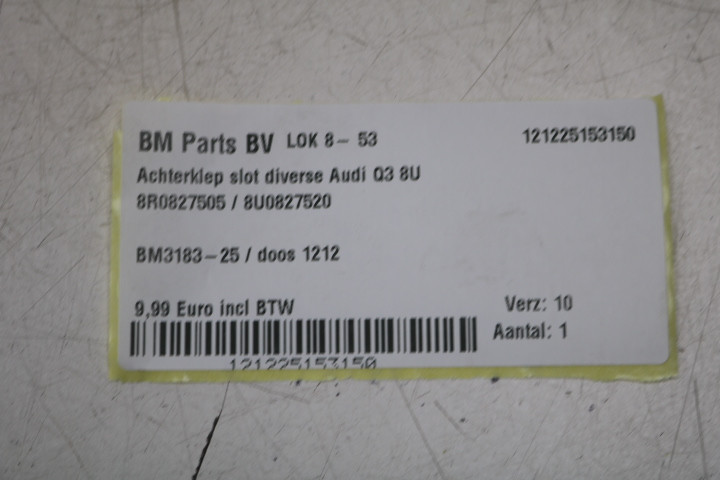 BM Parts BV LOK 8- 53 121225153150
Achterklep slot diverse Audi Q3 8U
8R0827505 / 8U0827520
BM3183-25 / doos 1212
9,99 Euro incl BTW Verz: 10
Aantal: 1
121225153150